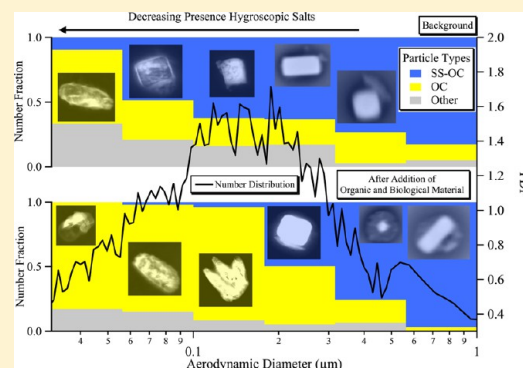 Decreasing Presence Hygroscopic Salts
Background
Particle Types
SS-OC
OC
Other
Number Fraction
1.0
0.5
0.0
2.0
1.8
1.6
1.4
1.2
1.0
0.8
0.6
0.4
Number Distribution
After Addition of
Organic and Biological Material
Number Fraction
1.0
0.5
0.0
4 5 6 7 8 9 0.1 2 3 4 5 6 7 8 9 1
Aerodynamic Diameter (μm)